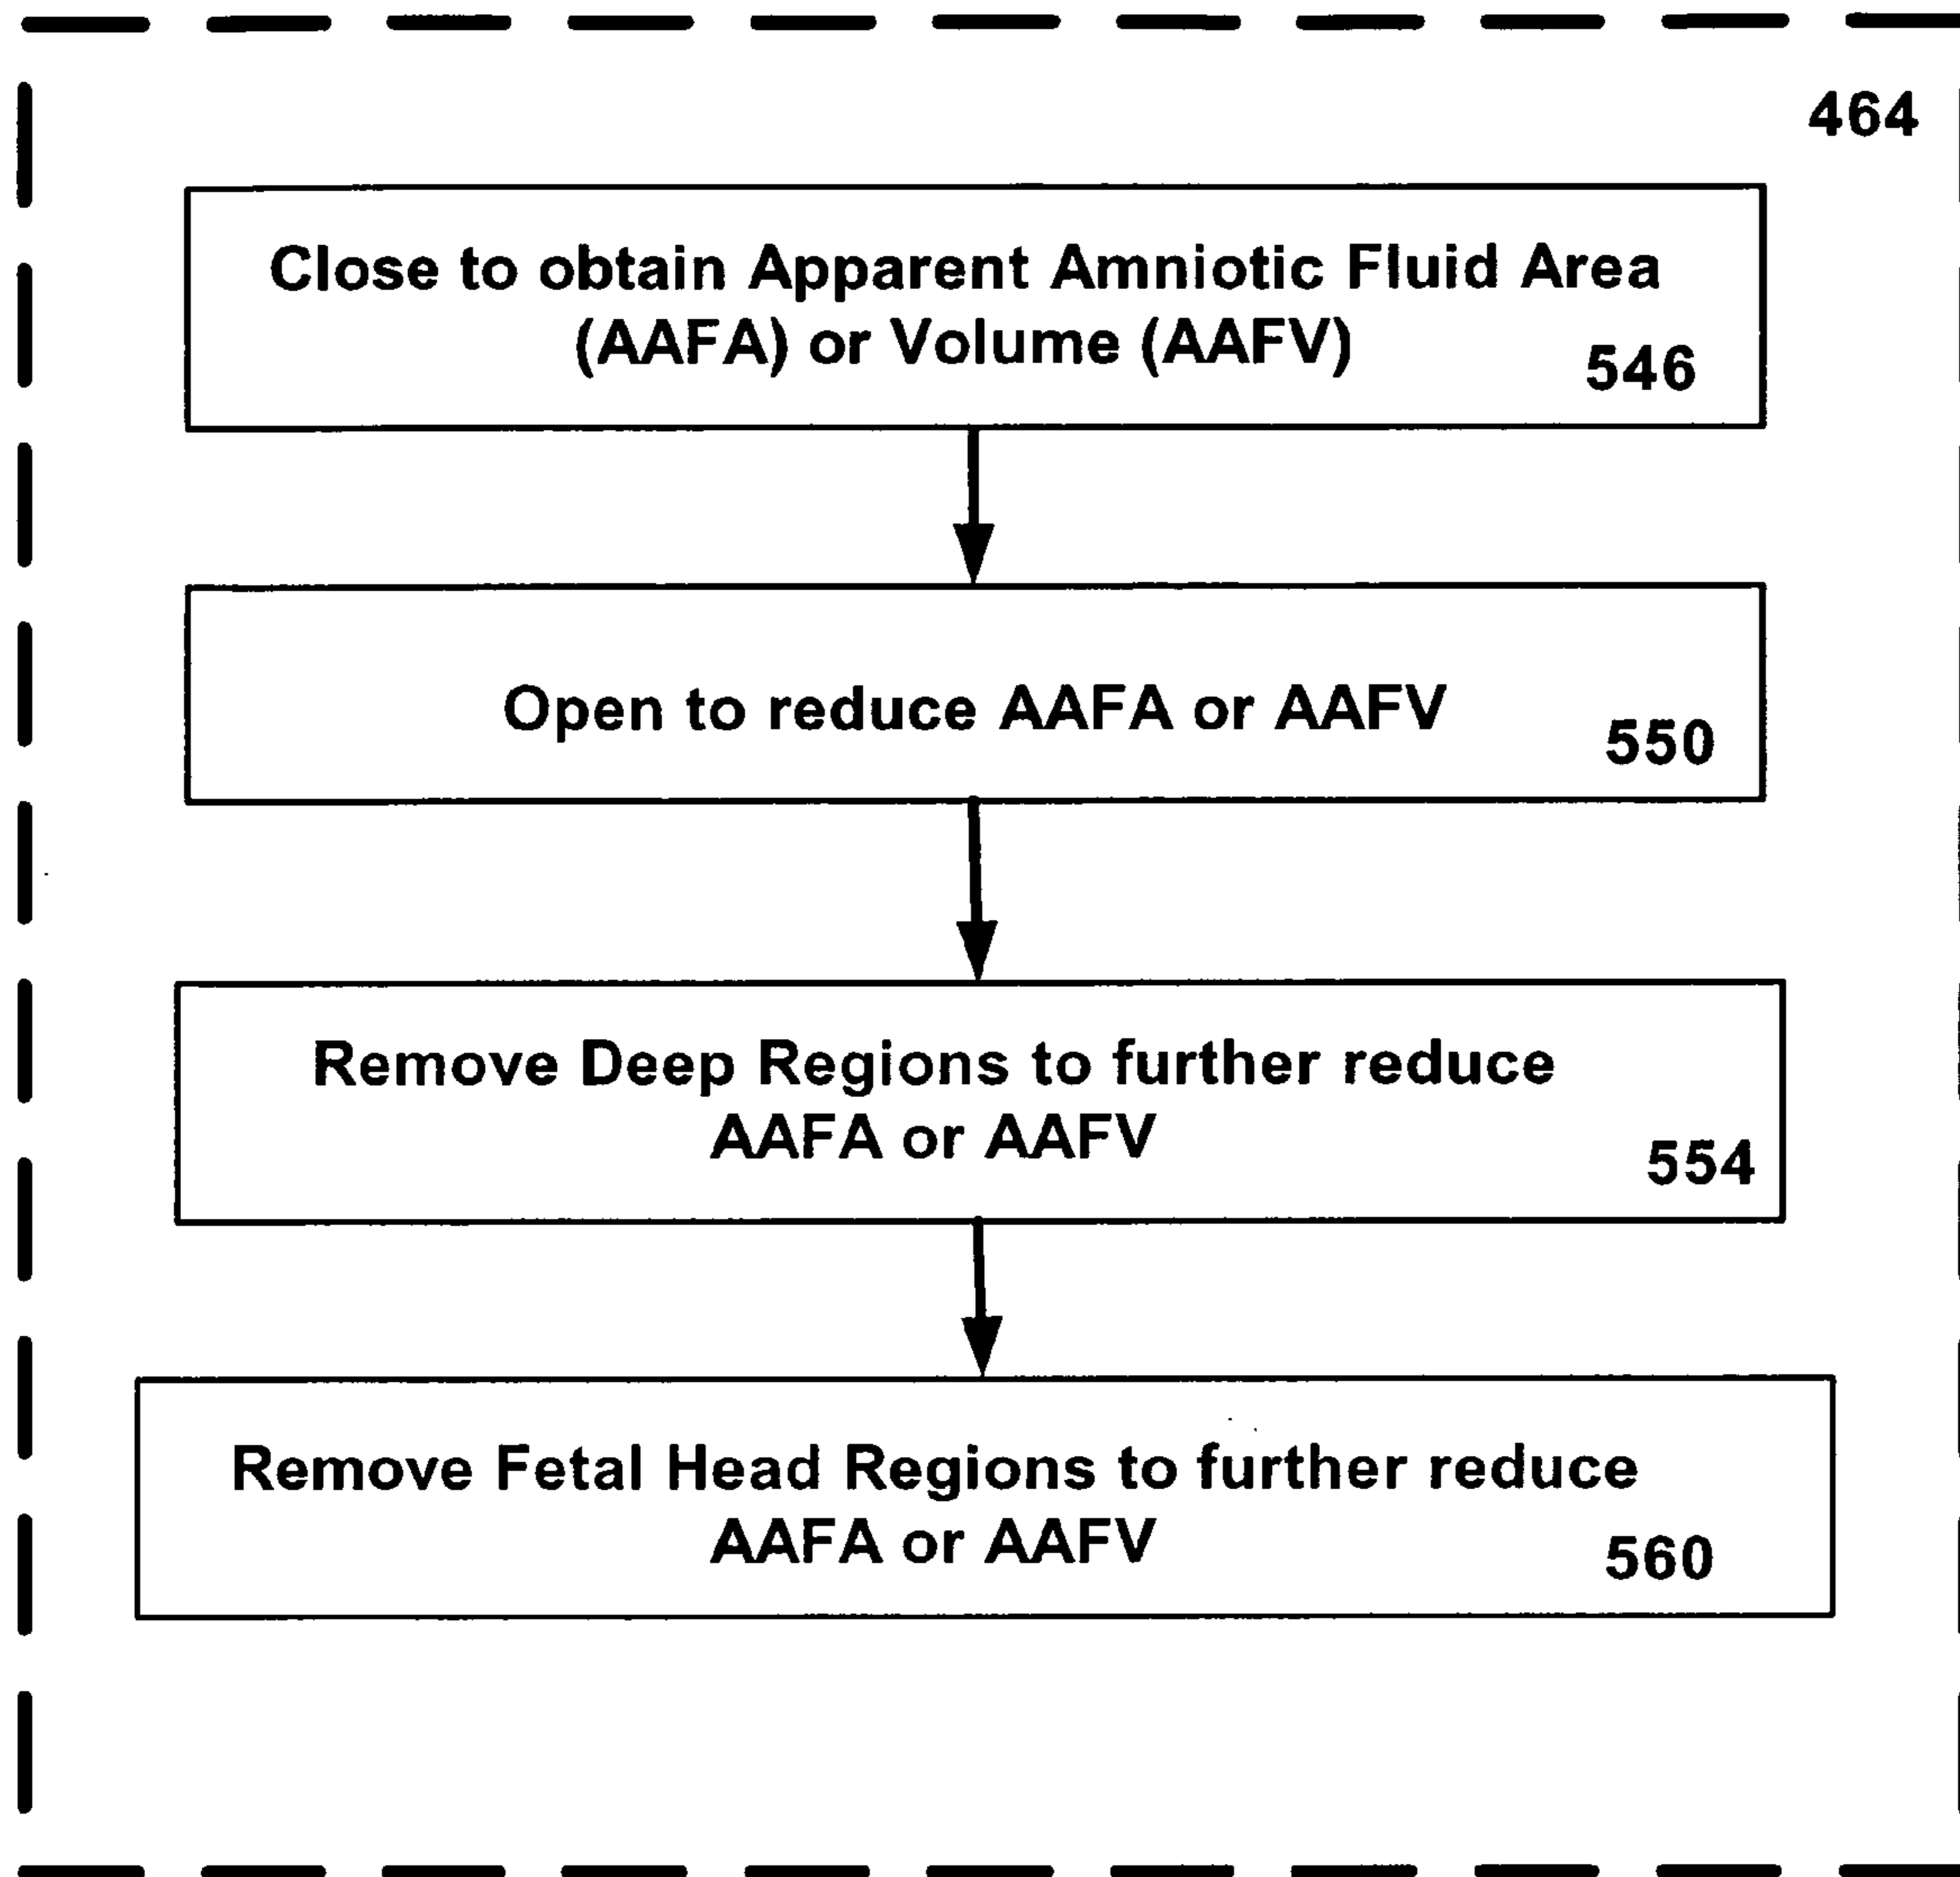 464
Close to obtain Apparent Amniotic Fluid Area
(AAFA) or Volume (AAFV)
546
Open to reduce AAFA or AAFV
550
Remove Deep Regions to further reduce
AAFA or AAFV
554
Remove Fetal Head Regions to further reduce
AAFA or AAFV
560